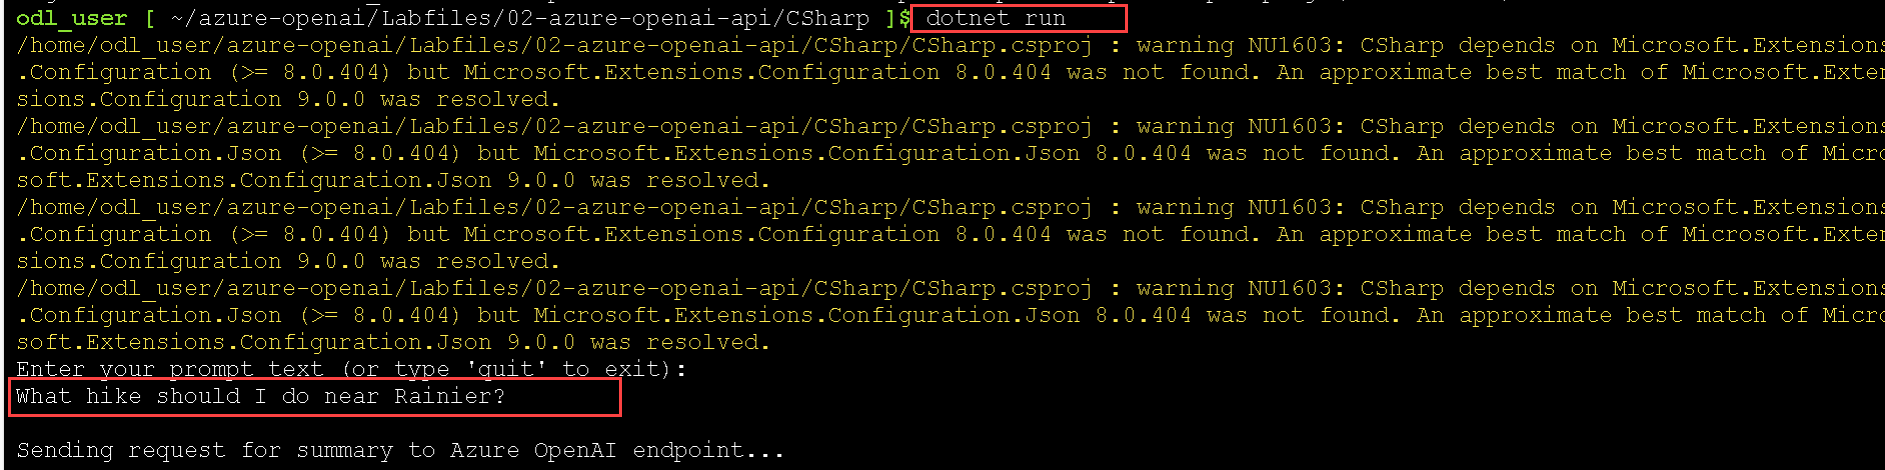 odl_user [ ~/azure-openai/Labfiles/02-azure-openai-api/CSharp ]$ dotnet run
/home/odl_user/azure-openai/Labfiles/02-azure-openai-api/CSharp/CSharp.csproj : warning NU1603: CSharp depends on Microsoft.Extensions
.Configuration (>= 8.0.404) but Microsoft.Extensions.Configuration 8.0.404 was not found. An approximate best match of Microsoft.Exten
sions.Configuration 9.0.0 was resolved.
/home/odl_user/azure-openai/Labfiles/02-azure-openai-api/CSharp/CSharp.csproj : warning NU1603: CSharp depends on Microsoft.Extensions
.Configuration.Json (>= 8.0.404) but Microsoft.Extensions.Configuration.Json 8.0.404 was not found. An approximate best match of Micro
soft.Extensions.Configuration.Json 9.0.0 was resolved.
/home/odl_user/azure-openai/Labfiles/02-azure-openai-api/CSharp/CSharp.csproj : warning NU1603: CSharp depends on Microsoft.Extensions
.Configuration (>= 8.0.404) but Microsoft.Extensions.Configuration 8.0.404 was not found. An approximate best match of Microsoft.Exten
sions.Configuration 9.0.0 was resolved.
/home/odl_user/azure-openai/Labfiles/02-azure-openai-api/CSharp/CSharp.csproj : warning NU1603: CSharp depends on Microsoft.Extensions
.Configuration.Json (>= 8.0.404) but Microsoft.Extensions.Configuration.Json 8.0.404 was not found. An approximate best match of Micro
soft.Extensions.Configuration.Json 9.0.0 was resolved.
Enter your prompt text (or type 'quit' to exit):
What hike should I do near Rainier?
Sending request for summary to Azure OpenAI endpoint...